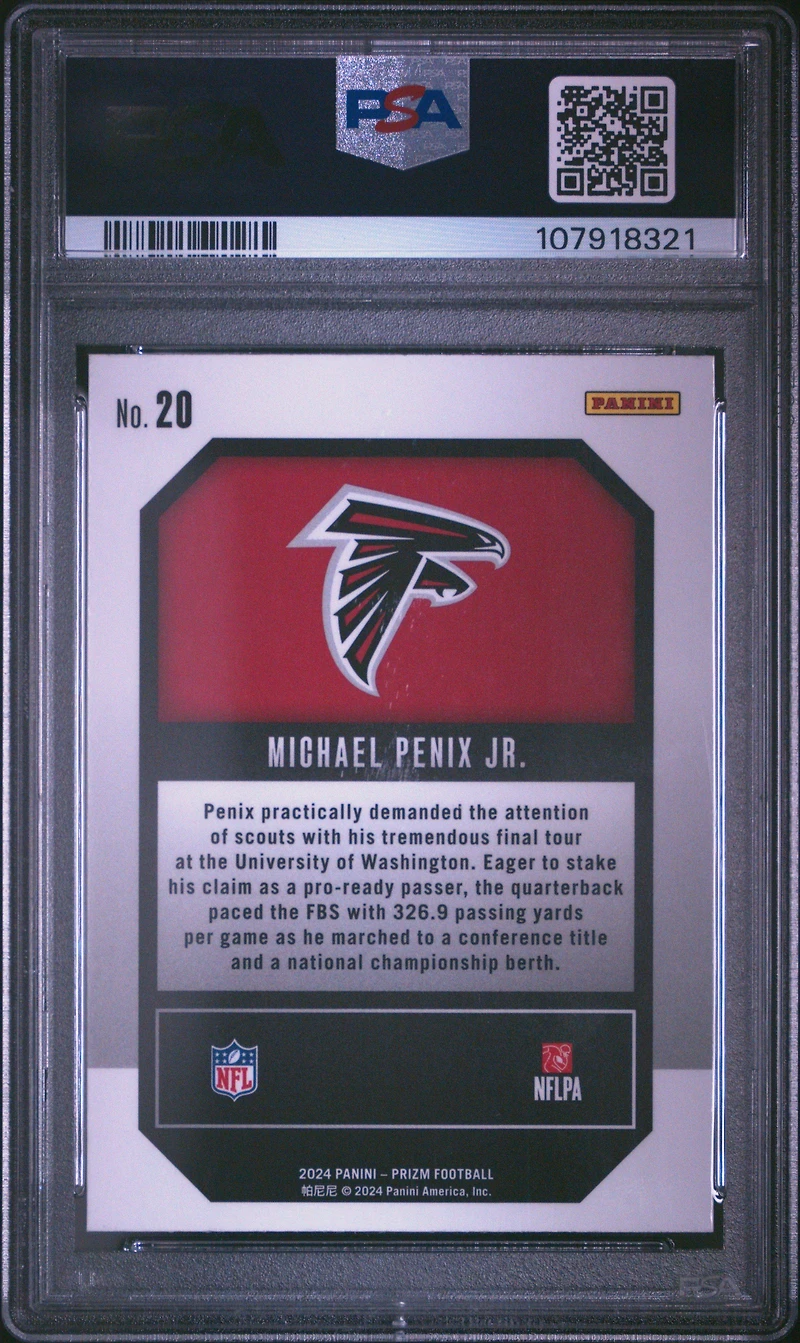 PSA
107918321
No. 20
PANINI
MICHAEL PENIX JR.
Penix practically demanded the attention
of scouts with his tremendous final tour
at the University of Washington. Eager to stake
his claim as a pro-ready passer, the quarterback
paced the FBS with 326.9 passing yards
per game as he marched to a conference title
and a national championship berth.
NFL
NFLPA
2024 PANINI – PRIZM FOOTBALL
帕尼尼 © 2024 Panini America, Inc.
PSA